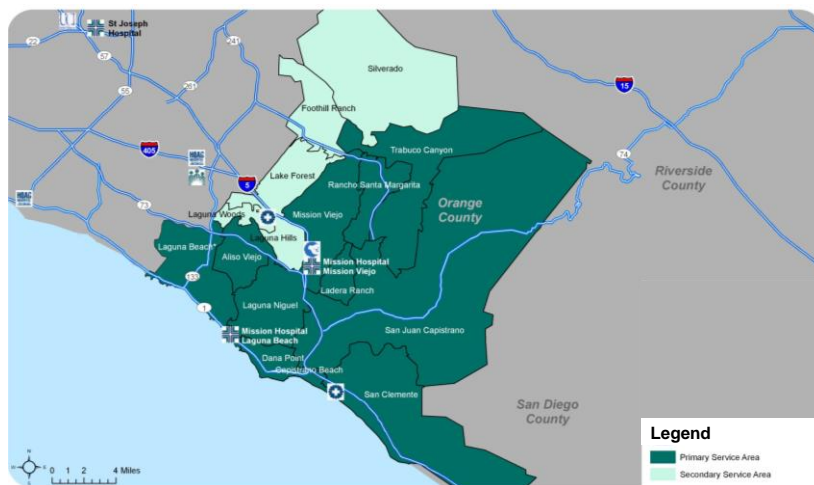 St Joseph
Hospital
22
57
241
55
261
Silverado
15
Foothill Ranch
405
Trabuco Canyon
74
Riverside
County
5
Lake Forest
Rancho Santa Margarita
Orange
County
73
Laguna Woods
Mission Viejo
Laguna Hills
Laguna Beach*
Aliso Viejo
Mission Hospital
Mission Viejo
133
Ladera Ranch
1
Laguna Niguel
San Juan Capistrano
Mission Hospital
Laguna Beach
Dana Point
Capistrano Beach
San Clemente
San Diego
County
Legend
Primary Service Area
Secondary Service Area
N
0 1 2 4 Miles